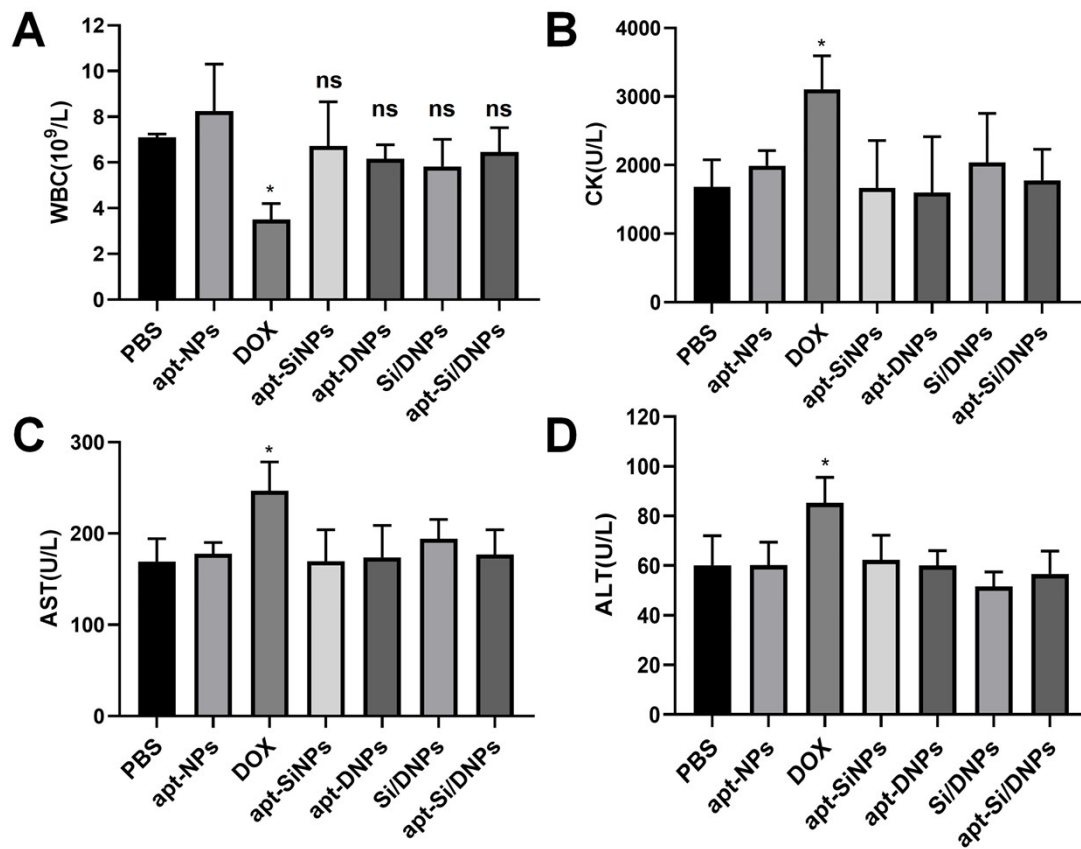 A
WBC(10⁹/L)
12
10
8
6
4
2
0
*
ns
ns
ns
ns
PBS
apt-NPs
DOX
apt-SiNPs
apt-DNPs
Si/DNPs
apt-Si/DNPs
B
CK(U/L)
4000
3000
2000
1000
0
*
PBS
apt-NPs
DOX
apt-SiNPs
apt-DNPs
Si/DNPs
apt-Si/DNPs
C
AST(U/L)
300
200
100
0
*
PBS
apt-NPs
DOX
apt-SiNPs
apt-DNPs
Si/DNPs
apt-Si/DNPs
D
ALT(U/L)
120
100
80
60
40
20
0
*
PBS
apt-NPs
DOX
apt-SiNPs
apt-DNPs
Si/DNPs
apt-Si/DNPs